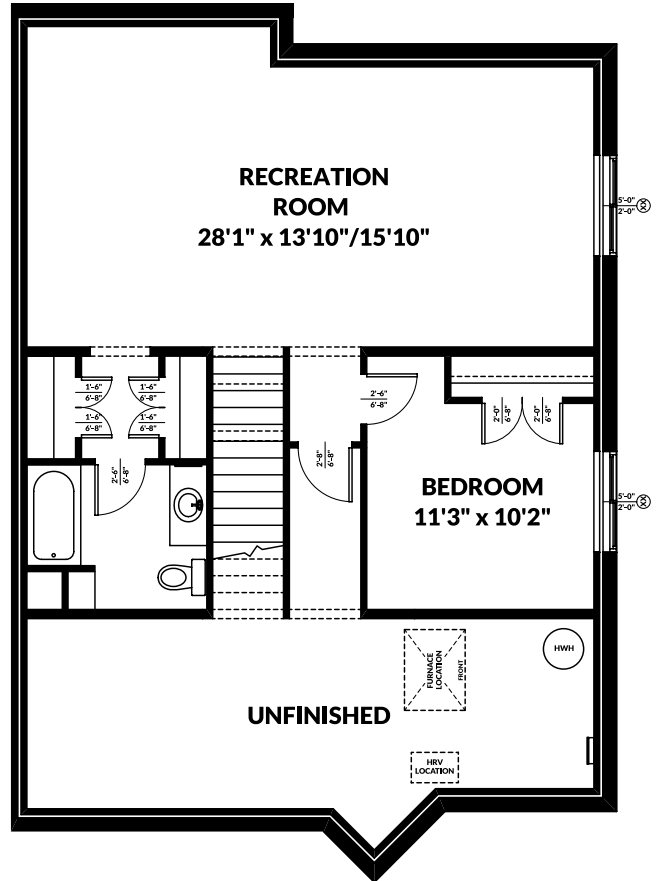 RECREATION
ROOM
28'1" x 13'10"/15'10"
5'-0"
2'-0"
XX
1'-6"
6'-8"
1'-6"
6'-8"
1'-6"
6'-8"
1'-6"
6'-8"
2'-6"
6'-8"
2'-0"
6'-8"
2'-0"
6'-8"
2'-6"
6'-8"
2'-8"
6'-8"
BEDROOM
11'3" x 10'2"
5'-0"
2'-0"
XX
FURNACE
LOCATION
FRONT
HWH
UNFINISHED
HRV
LOCATION